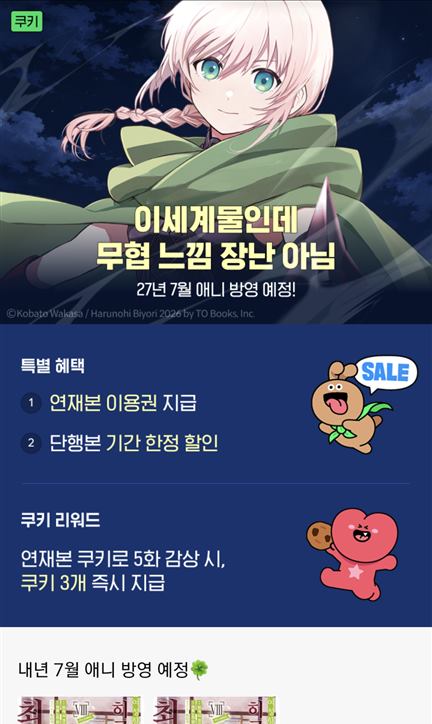 쿠키
이세계물인데
무협 느낌 장난 아님
27년 7월 애니 방영 예정!
©Kobato Wakasa / Harunohi Biyori 2026 by TO Books, Inc.
특별 혜택
SALE
1 연재본 이용권 지급
2 단행본 기간 한정 할인
쿠키 리워드
연재본 쿠키로 5화 감상 시,
쿠키 3개 즉시 지급
내년 7월 애니 방영 예정🍀